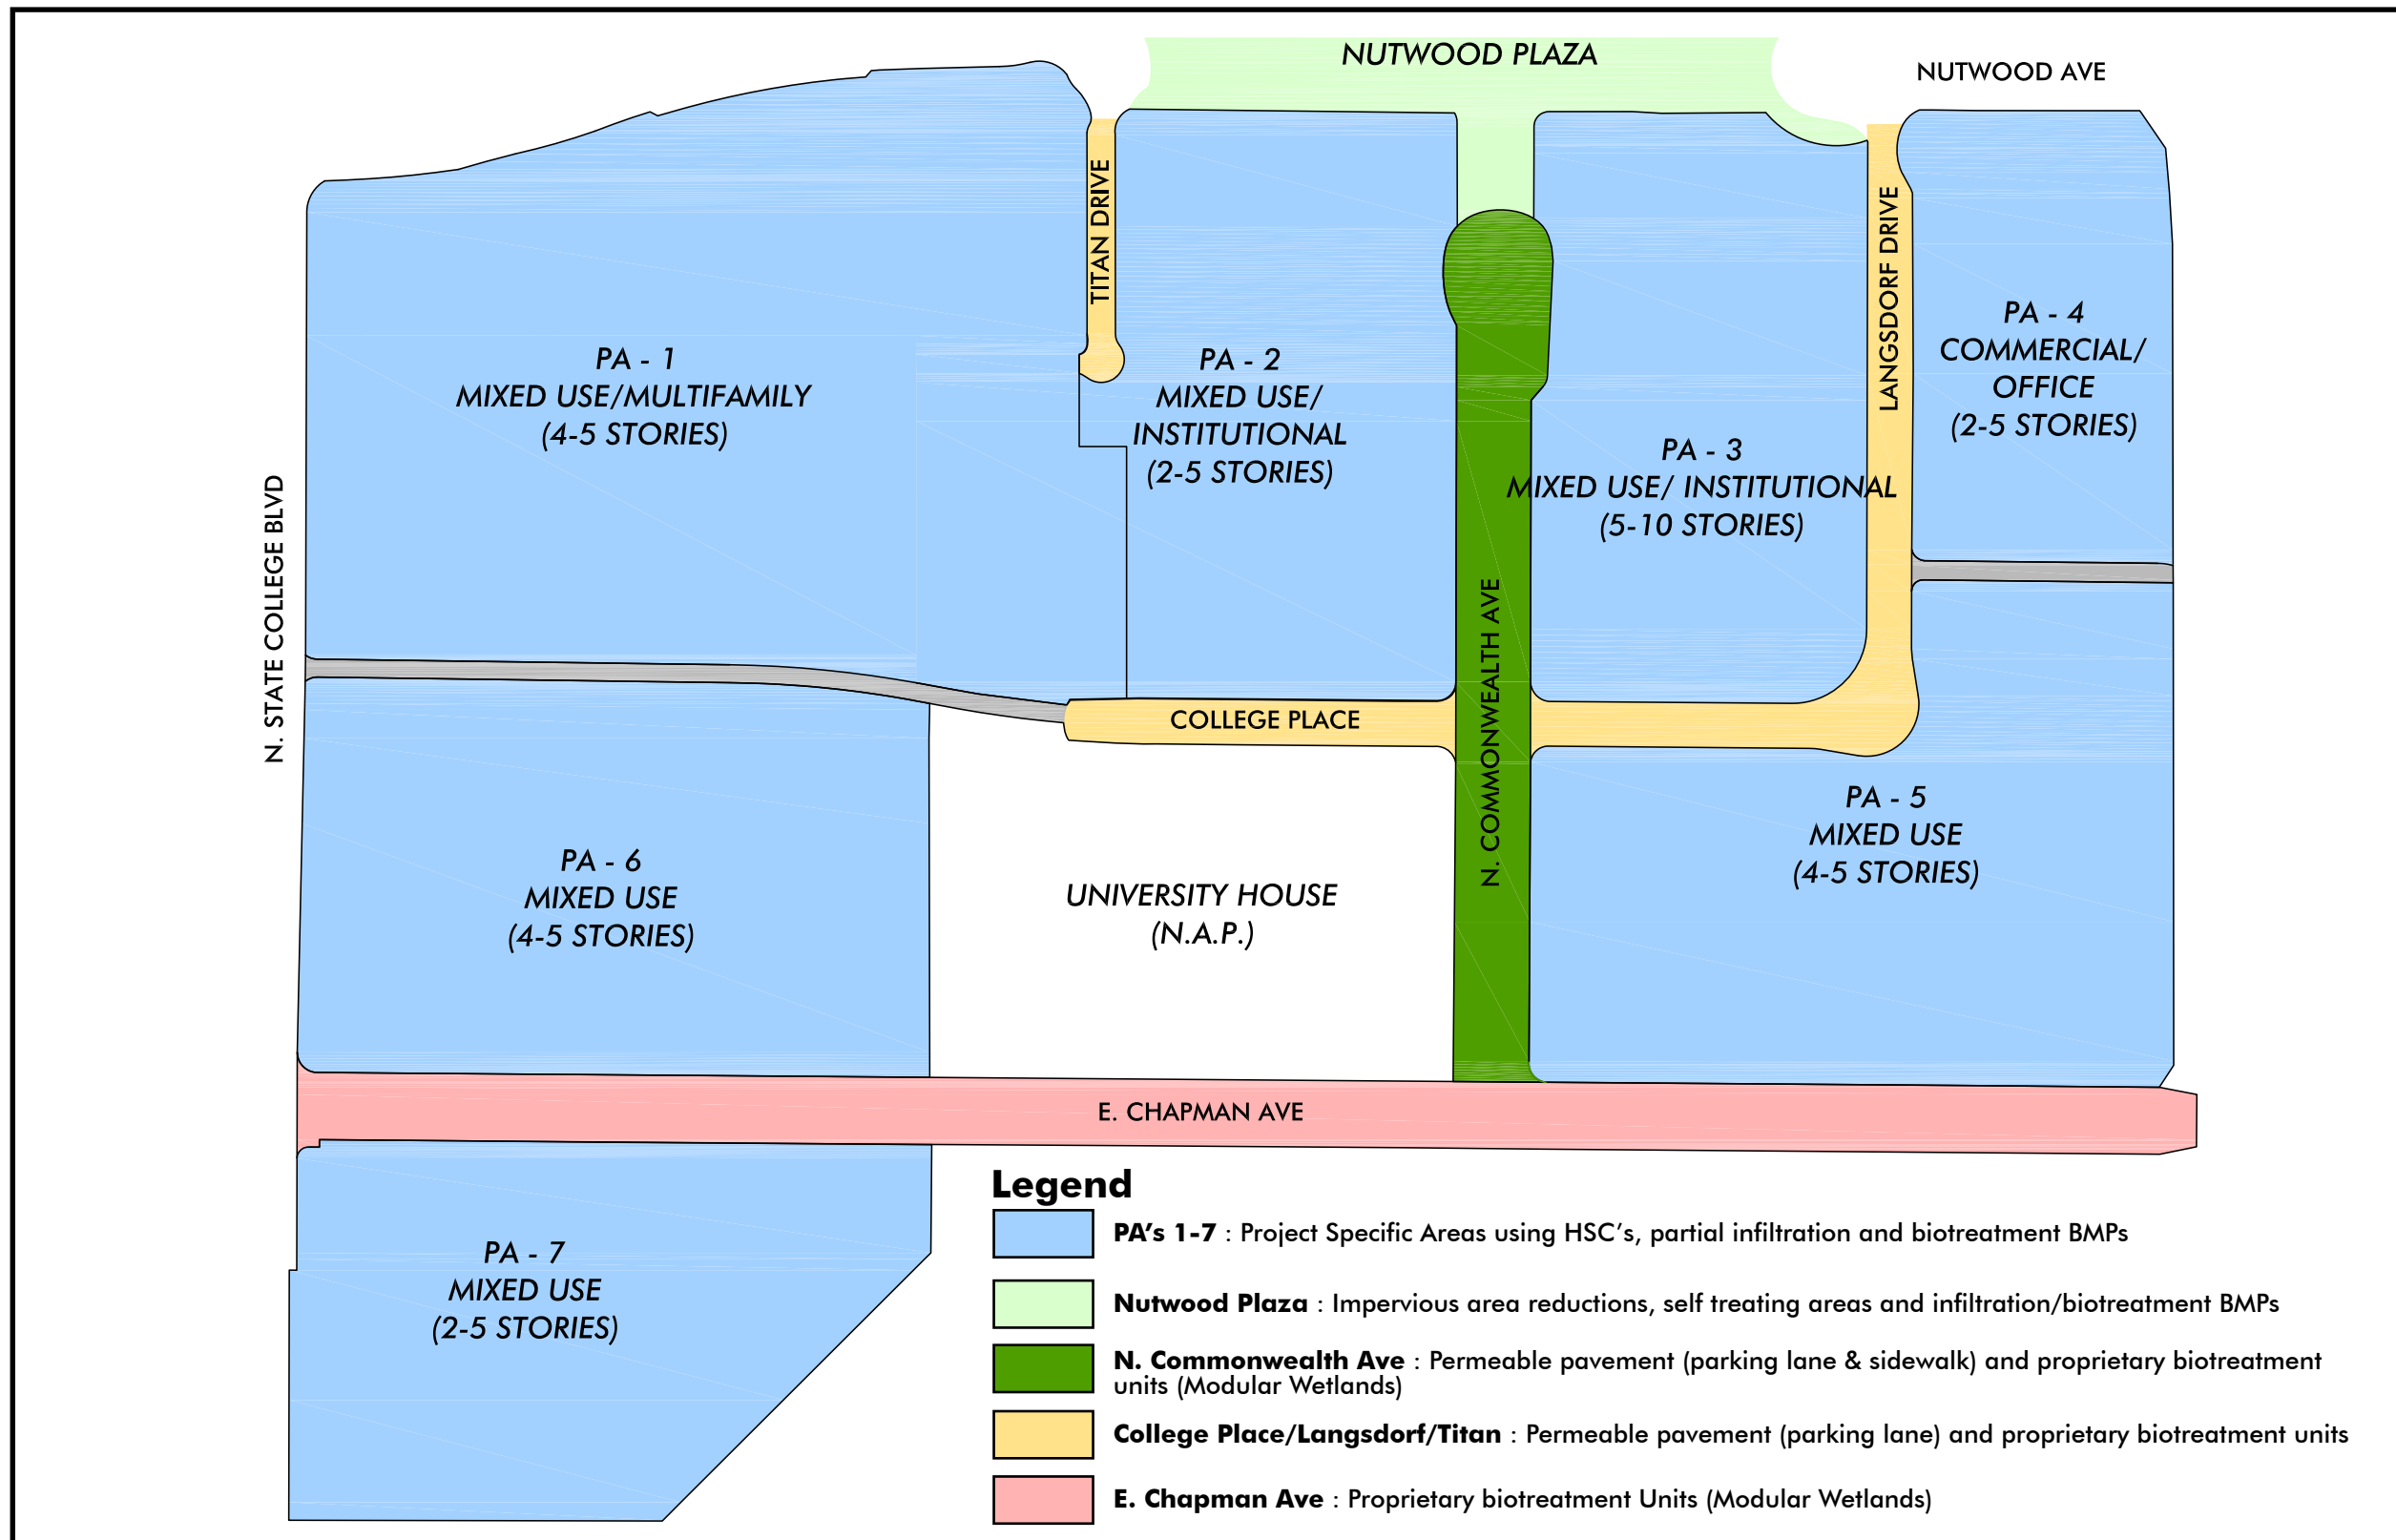 NUTWOOD PLAZA
NUTWOOD AVE
TITAN DRIVE
LANGSDORF DRIVE
PA - 1
MIXED USE/MULTIFAMILY
(4-5 STORIES)
PA - 2
MIXED USE/
INSTITUTIONAL
(2-5 STORIES)
PA - 3
MIXED USE/ INSTITUTIONAL
(5-10 STORIES)
PA - 4
COMMERCIAL/
OFFICE
(2-5 STORIES)
N. STATE COLLEGE BLVD
N. COMMONWEALTH AVE
COLLEGE PLACE
PA - 5
MIXED USE
(4-5 STORIES)
PA - 6
MIXED USE
(4-5 STORIES)
UNIVERSITY HOUSE
(N.A.P.)
E. CHAPMAN AVE
PA - 7
MIXED USE
(2-5 STORIES)
Legend
PA’s 1-7 : Project Specific Areas using HSC’s, partial infiltration and biotreatment BMPs
Nutwood Plaza : Impervious area reductions, self treating areas and infiltration/biotreatment BMPs
N. Commonwealth Ave : Permeable pavement (parking lane & sidewalk) and proprietary biotreatment
units (Modular Wetlands)
College Place/Langsdorf/Titan : Permeable pavement (parking lane) and proprietary biotreatment units
E. Chapman Ave : Proprietary biotreatment Units (Modular Wetlands)